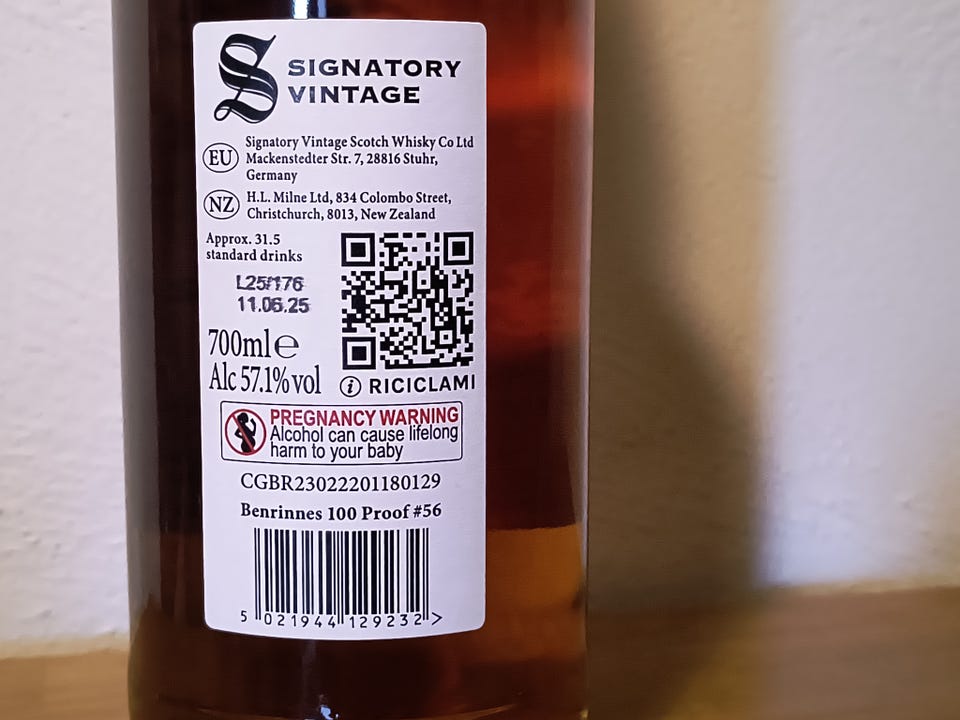 S SIGNATORY
VINTAGE
EU Signatory Vintage Scotch Whisky Co Ltd
Mackenstedter Str. 7, 28816 Stuhr,
Germany
NZ H.L. Milne Ltd, 834 Colombo Street,
Christchurch, 8013, New Zealand
Approx. 31.5
standard drinks
L25/176
11.06.25
700ml℮
Alc 57.1% vol
i RICICLAMI
PREGNANCY WARNING
Alcohol can cause lifelong
harm to your baby
CGBR23022201180129
Benrinnes 100 Proof #56
5 021944 129232 >